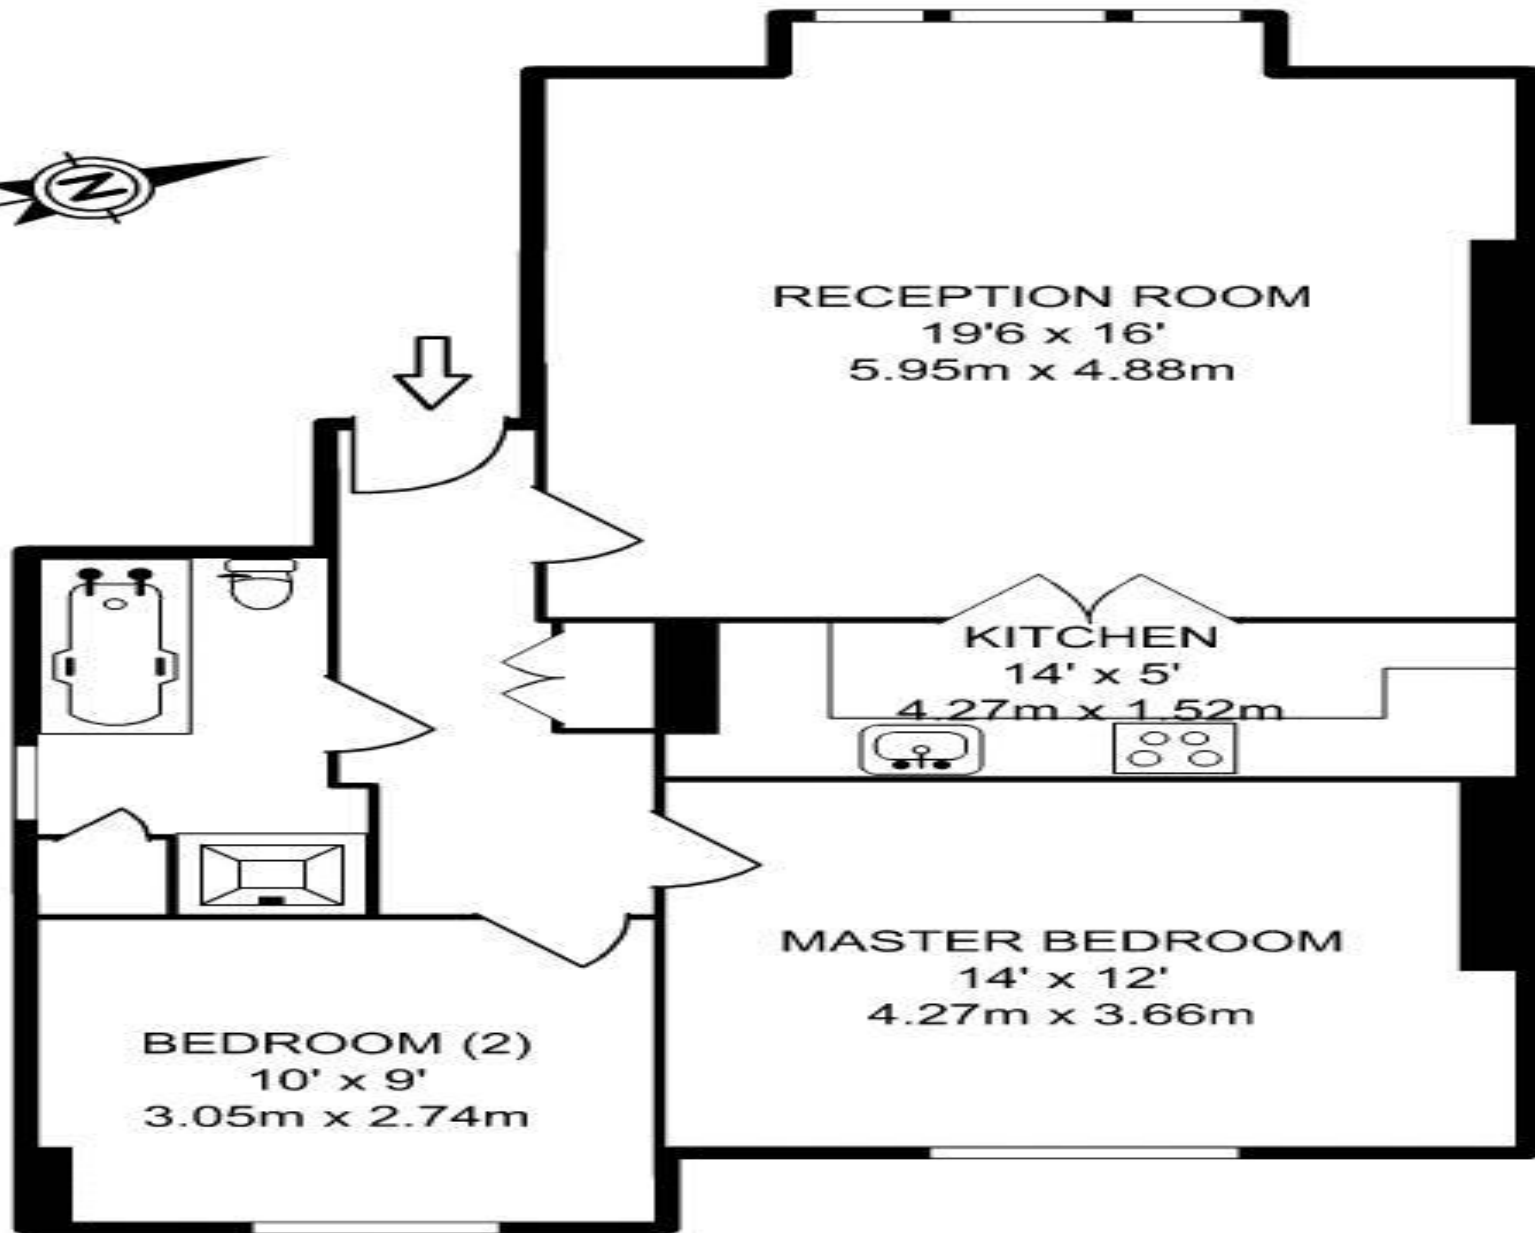 N
RECEPTION ROOM
19'6 x 16'
5.95m x 4.88m
KITCHEN
14' x 5'
4.27m x 1.52m
MASTER BEDROOM
14' x 12'
4.27m x 3.66m
BEDROOM (2)
10' x 9'
3.05m x 2.74m